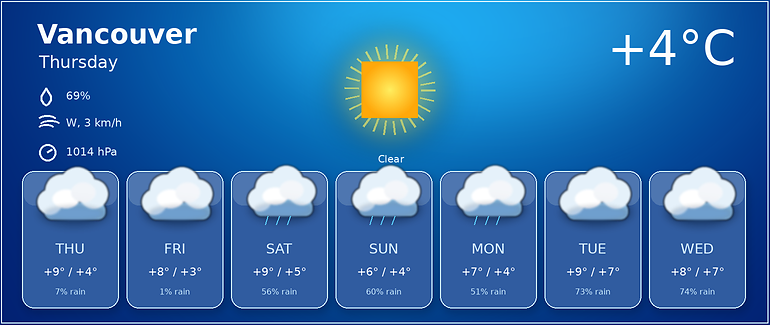 Vancouver
Thursday
+4°C
69%
W, 3 km/h
1014 hPa
Clear
THU
+9° / +4°
7% rain
FRI
+8° / +3°
1% rain
SAT
+9° / +5°
56% rain
SUN
+6° / +4°
60% rain
MON
+7° / +4°
51% rain
TUE
+9° / +7°
73% rain
WED
+8° / +7°
74% rain